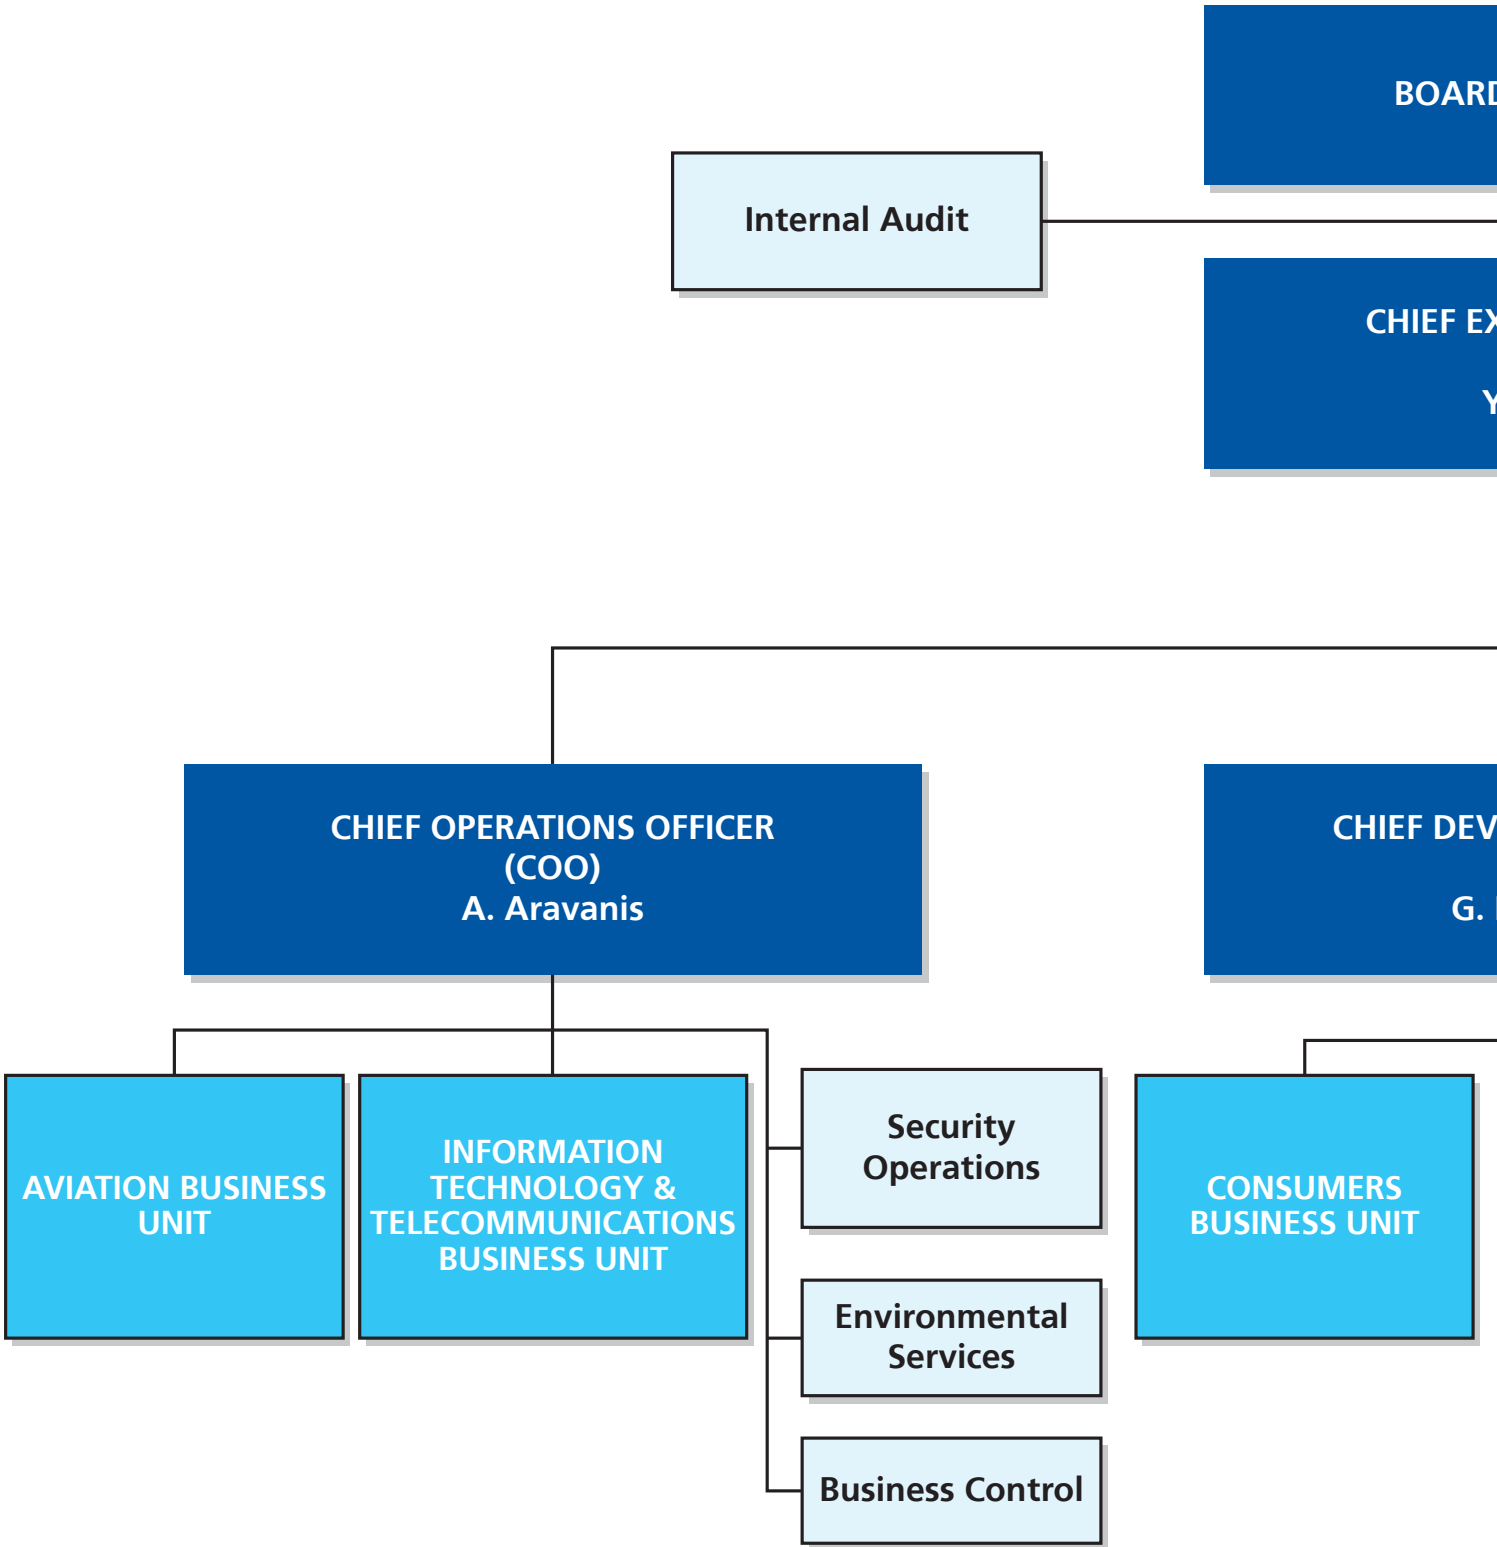 BOARD
Internal Audit
CHIEF EX
Y
CHIEF OPERATIONS OFFICER
(COO)
A. Aravanis
CHIEF DEV
G.
AVIATION BUSINESS
UNIT
INFORMATION
TECHNOLOGY &
TELECOMMUNICATIONS
BUSINESS UNIT
Security
Operations
Environmental
Services
Business Control
CONSUMERS
BUSINESS UNIT